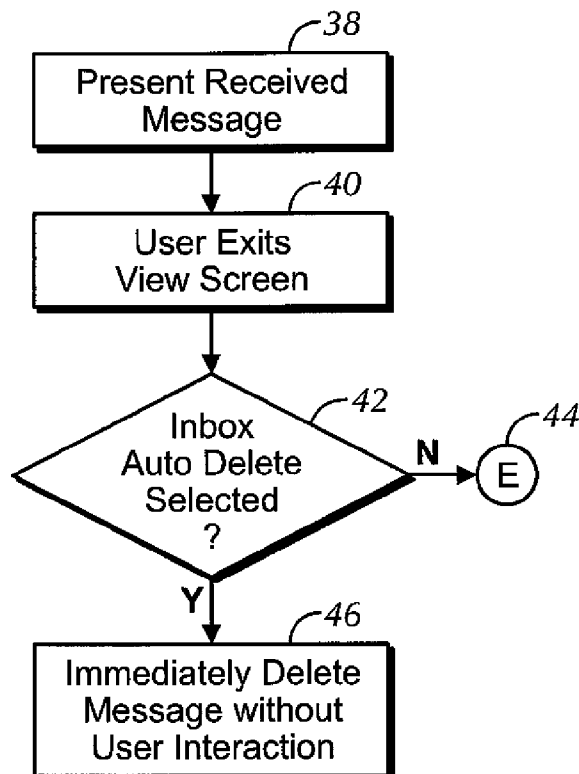 38
Present Received
Message
40
User Exits
View Screen
42
Inbox
Auto Delete
Selected
?
N
44
E
Y
46
Immediately Delete
Message without
User Interaction